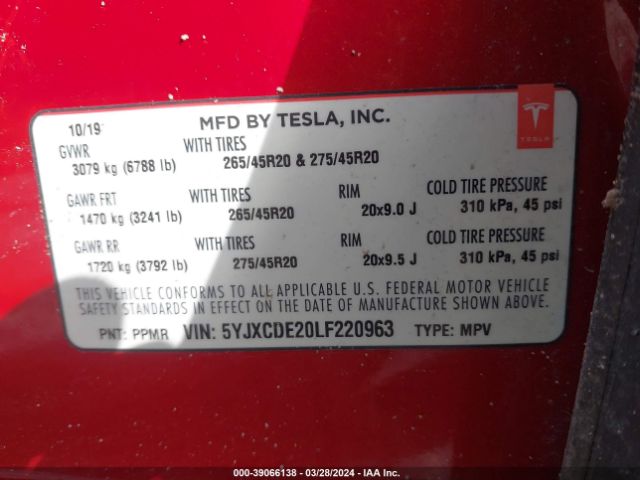 10/19 MFD BY TESLA, INC.
TESLA
GVWR WITH TIRES
3079 kg (6788 lb) 265/45R20 & 275/45R20
GAWR FRT WITH TIRES RIM COLD TIRE PRESSURE
1470 kg (3241 lb) 265/45R20 20x9.0 J 310 kPa, 45 psi
GAWR RR WITH TIRES RIM COLD TIRE PRESSURE
1720 kg (3792 lb) 275/45R20 20x9.5 J 310 kPa, 45 psi
THIS VEHICLE CONFORMS TO ALL APPLICABLE U.S. FEDERAL MOTOR VEHICLE
SAFETY STANDARDS IN EFFECT ON THE DATE OF MANUFACTURE SHOWN ABOVE.
PNT: PPMR VIN: 5YJXCDE20LF220963 TYPE: MPV
000-39066138 - 03/28/2024 - IAA Inc.